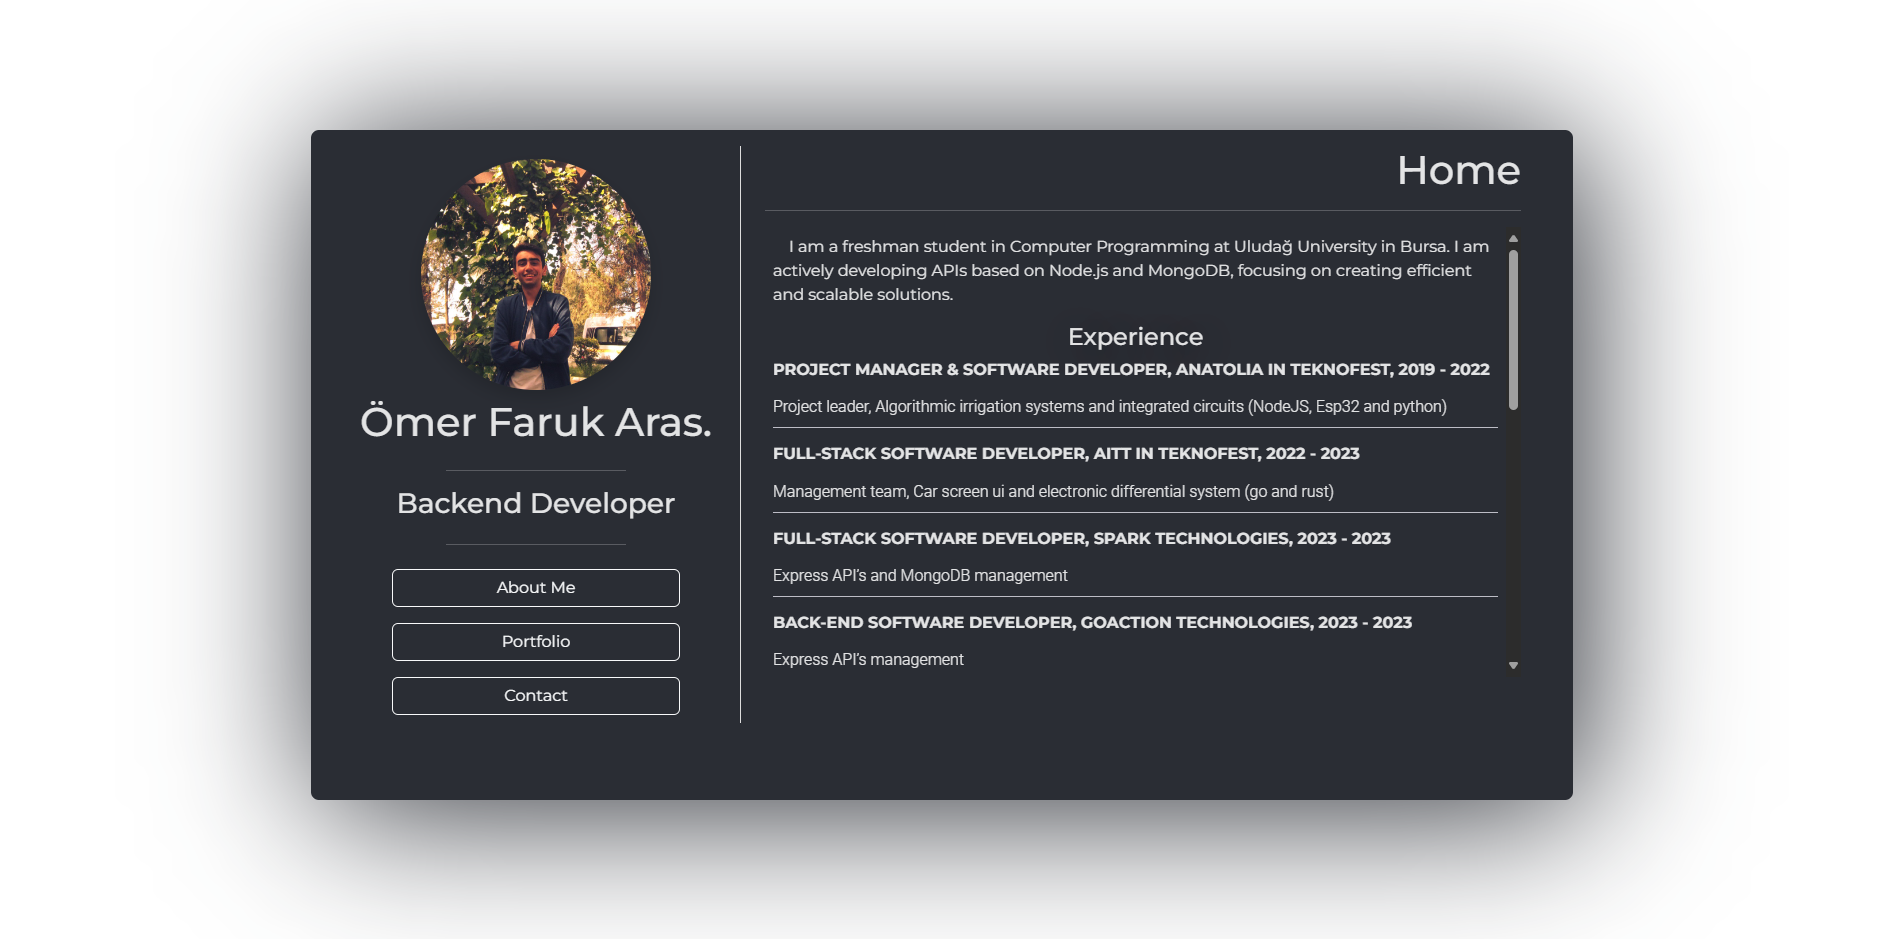 Ömer Faruk Aras.
Backend Developer
About Me
Portfolio
Contact
Home
I am a freshman student in Computer Programming at Uludağ University in Bursa. I am
actively developing APIs based on Node.js and MongoDB, focusing on creating efficient
and scalable solutions.
Experience
PROJECT MANAGER & SOFTWARE DEVELOPER, ANATOLIA IN TEKNOFEST, 2019 - 2022
Project leader, Algorithmic irrigation systems and integrated circuits (NodeJS, Esp32 and python)
FULL-STACK SOFTWARE DEVELOPER, AITT IN TEKNOFEST, 2022 - 2023
Management team, Car screen ui and electronic differential system (go and rust)
FULL-STACK SOFTWARE DEVELOPER, SPARK TECHNOLOGIES, 2023 - 2023
Express API's and MongoDB management
BACK-END SOFTWARE DEVELOPER, GOACTION TECHNOLOGIES, 2023 - 2023
Express API's management